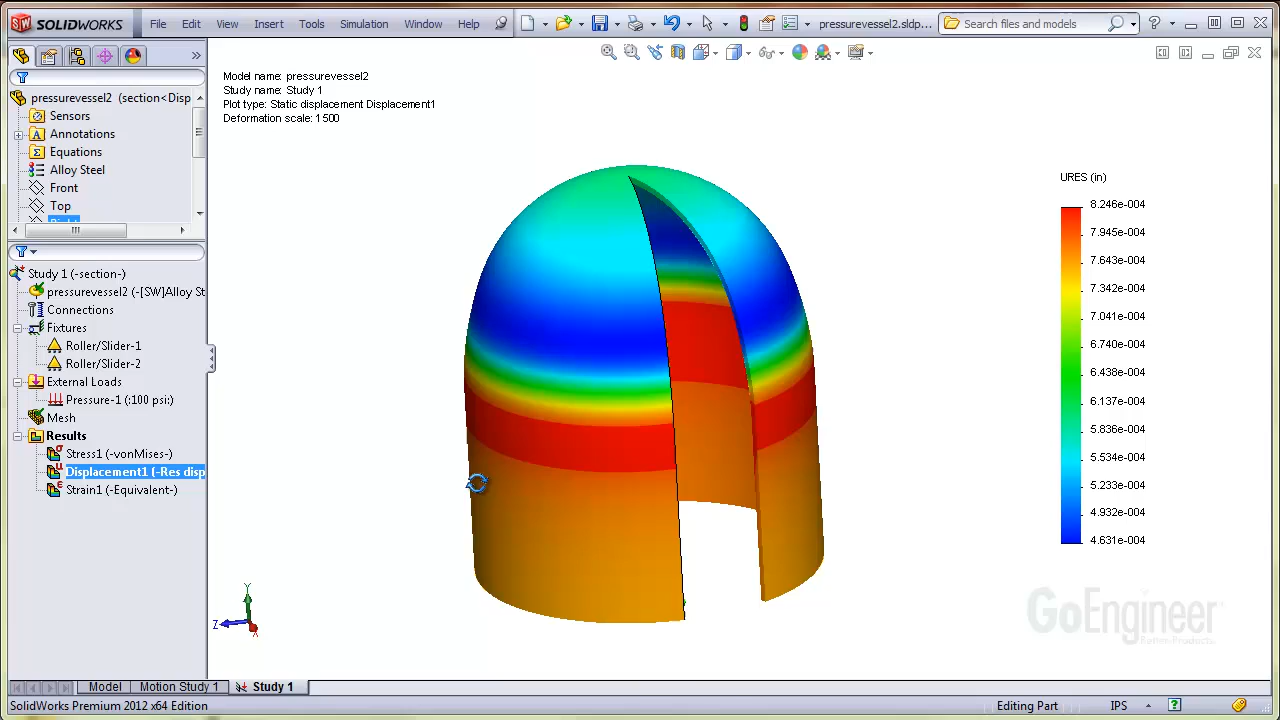 SOLIDWORKS
File Edit View Insert Tools Simulation Window Help
pressurevessel2.sldp...
Search files and models
?
»
pressurevessel2 (section<Disp
Sensors
Annotations
Equations
Alloy Steel
Front
Top
Study 1 (-section-)
pressurevessel2 (-[SW]Alloy St
Connections
Fixtures
Roller/Slider-1
Roller/Slider-2
External Loads
Pressure-1 (:100 psi:)
Mesh
Results
Stress1 (-vonMises-)
Displacement1 (-Res disp
Strain1 (-Equivalent-)
Model name: pressurevessel2
Study name: Study 1
Plot type: Static displacement Displacement1
Deformation scale: 1500
URES (in)
8.246e-004
7.945e-004
7.643e-004
7.342e-004
7.041e-004
6.740e-004
6.438e-004
6.137e-004
5.836e-004
5.534e-004
5.233e-004
4.932e-004
4.631e-004
Y
Z
X
GoEngineer
Model Motion Study 1 Study 1
SolidWorks Premium 2012 x64 Edition
Editing Part
IPS
?